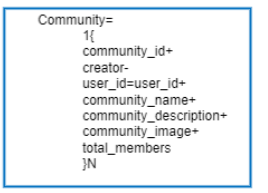 Community=
1{
community_id+
creator-
user_id=user_id+
community_name+
community_description+
community_image+
total_members
}N